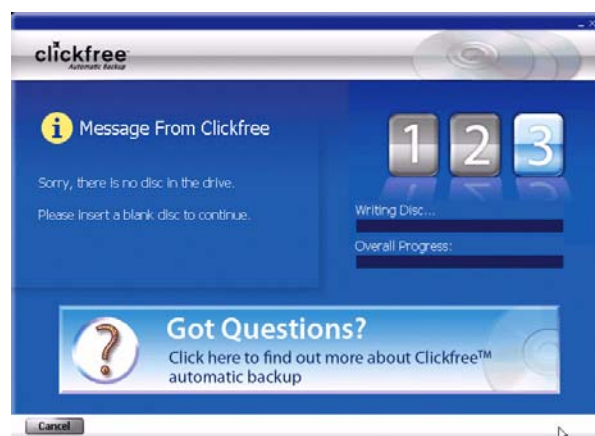 clickfree
Automatic Backup
Message From Clickfree
Sorry, there is no disc in the drive.
Please insert a blank disc to continue.
1 2 3
Writing Disc...
Overall Progress:
Got Questions?
Click here to find out more about Clickfree™
automatic backup
Cancel